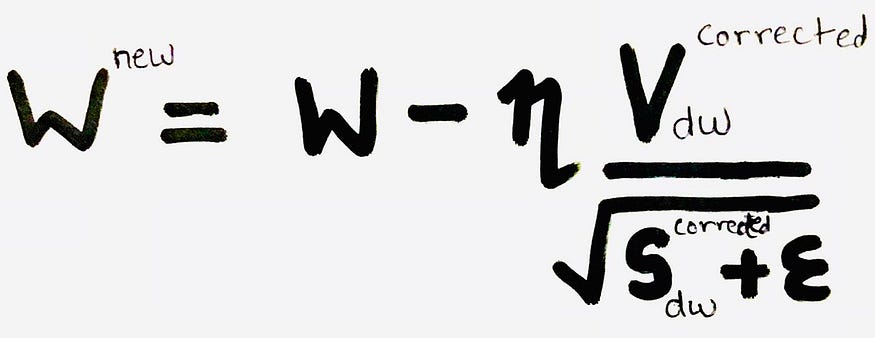 W^new = W - η V_dw^corrected
√S_dw^corrected + ε